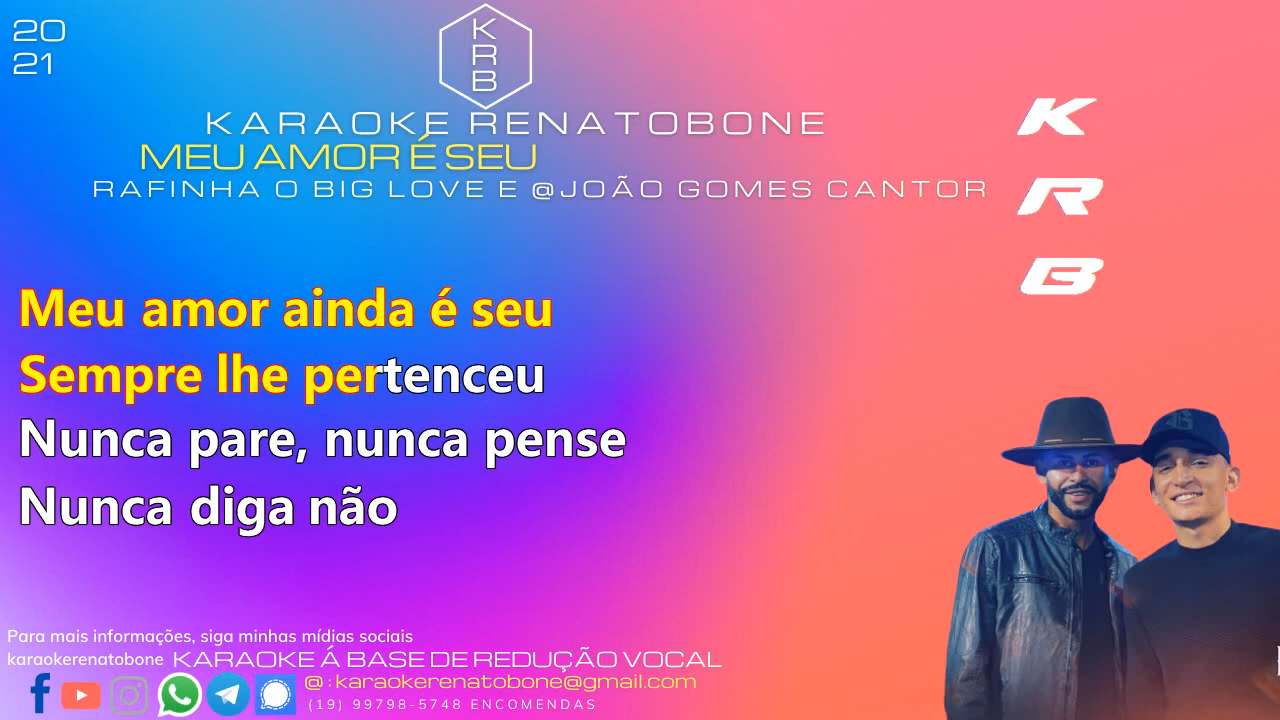 20
21
K
R
B
KARAOKE RENATOBONE
MEU AMOR É SEU
RAFINHA O BIG LOVE E @JOÃO GOMES CANTOR
K
R
B
Meu amor ainda é seu
Sempre lhe pertenceu
Nunca pare, nunca pense
Nunca diga não
Para mais informações, siga minhas mídias sociais
karaokerenatobone KARAOKE Á BASE DE REDUÇÃO VOCAL
@ : karaokerenatobone@gmail.com
(19) 99798-5748 ENCOMENDAS